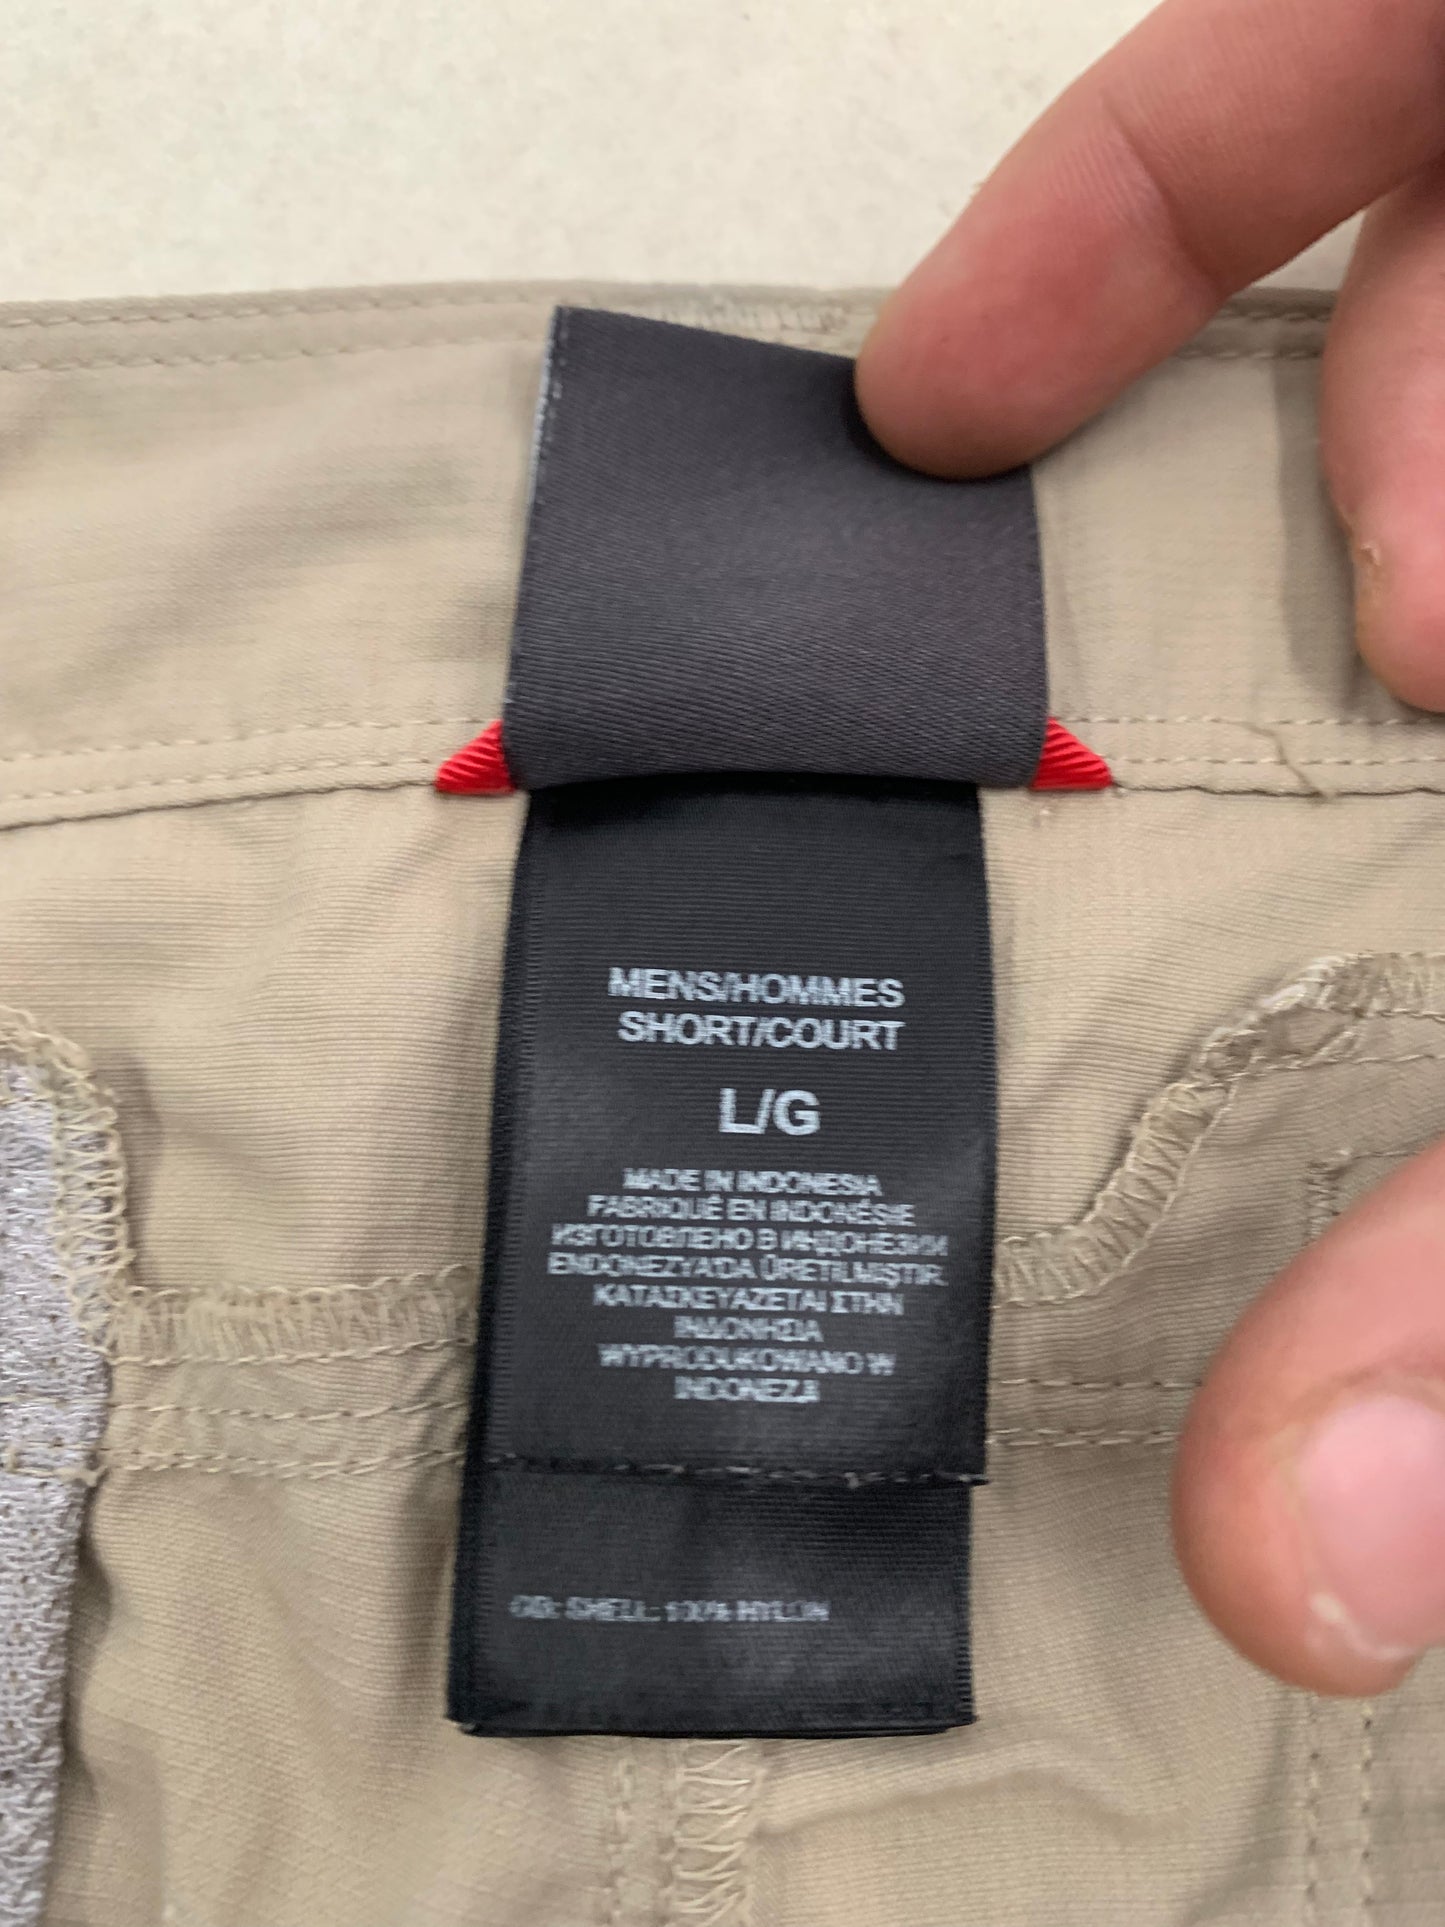 MENS/HOMMES
SHORT/COURT
L/G
MADE IN INDONESIA
FABRIQUÉ EN INDONÉSIE
ИЗГОТОВЛЕНО В ИНДОНЕЗИИ
ENDONEZYA'DA ÜRETILMIŞTIR.
ΚΑΤΑΣΚΕΥΑΖΕΤΑΙ ΣΤΗΝ
ΙΝΔΟΝΗΣΙΑ
WYPRODUKOWANO W
INDONEZJI
SHELL: 100% NYLON